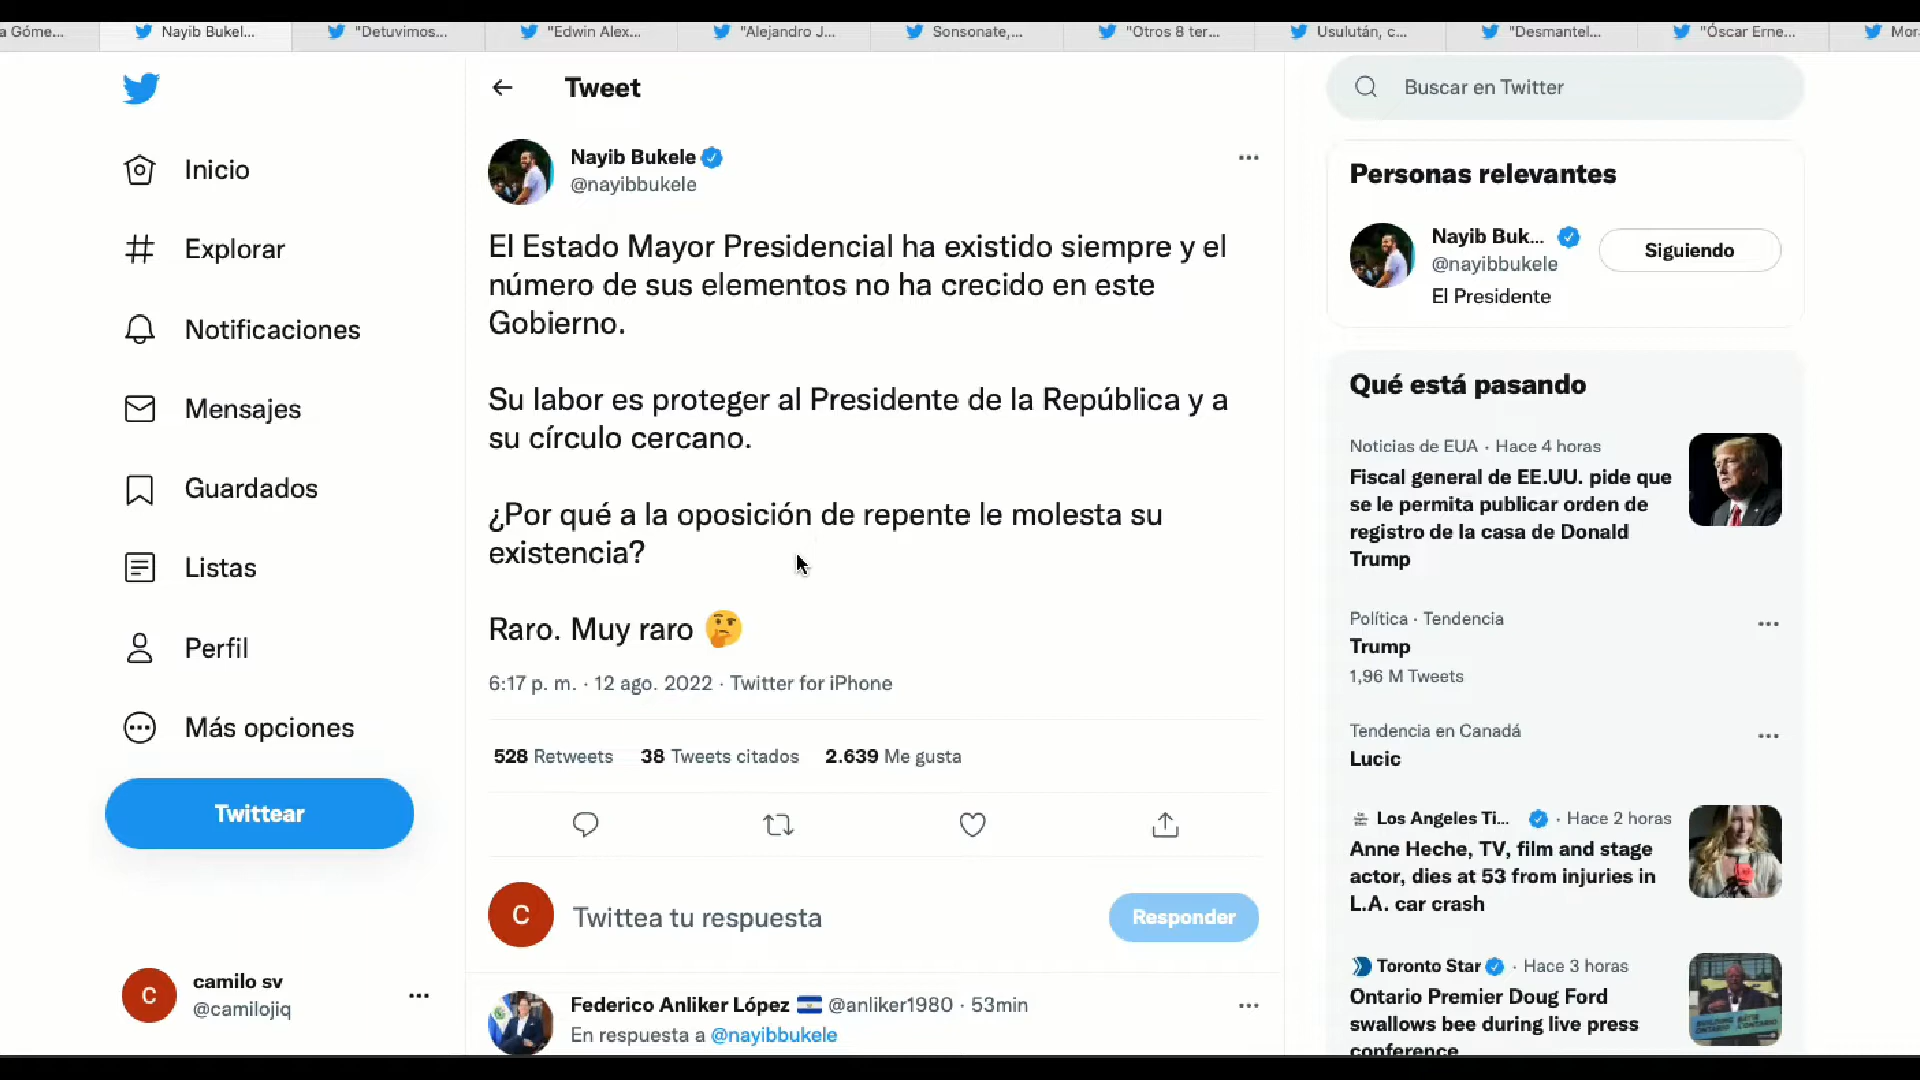 a Góme...
Nayib Bukel...
"Detuvimos...
"Edwin Alex...
"Alejandro J...
Sonsonate,...
"Otros 8 ter...
Usulután, c...
"Desmantel...
"Óscar Erne...
Mor
Inicio
Explorar
Notificaciones
Mensajes
Guardados
Listas
Perfil
Más opciones
Twittear
C
camilo sv
@camilojiq
Tweet
Nayib Bukele
@nayibbukele
El Estado Mayor Presidencial ha existido siempre y el
número de sus elementos no ha crecido en este
Gobierno.
Su labor es proteger al Presidente de la República y a
su círculo cercano.
¿Por qué a la oposición de repente le molesta su
existencia?
Raro. Muy raro 🤔
6:17 p. m. · 12 ago. 2022 · Twitter for iPhone
528 Retweets 38 Tweets citados 2.639 Me gusta
C
Twittea tu respuesta
Responder
Federico Anliker López 🇸🇻 @anliker1980 · 53min
En respuesta a @nayibbukele
Buscar en Twitter
Personas relevantes
Nayib Buk...
@nayibbukele
El Presidente
Siguiendo
Qué está pasando
Noticias de EUA · Hace 4 horas
Fiscal general de EE.UU. pide que
se le permita publicar orden de
registro de la casa de Donald
Trump
Política · Tendencia
Trump
1,96 M Tweets
Tendencia en Canadá
Lucic
Los Angeles Ti... · Hace 2 horas
Anne Heche, TV, film and stage
actor, dies at 53 from injuries in
L.A. car crash
Toronto Star · Hace 3 horas
Ontario Premier Doug Ford
swallows bee during live press
conference